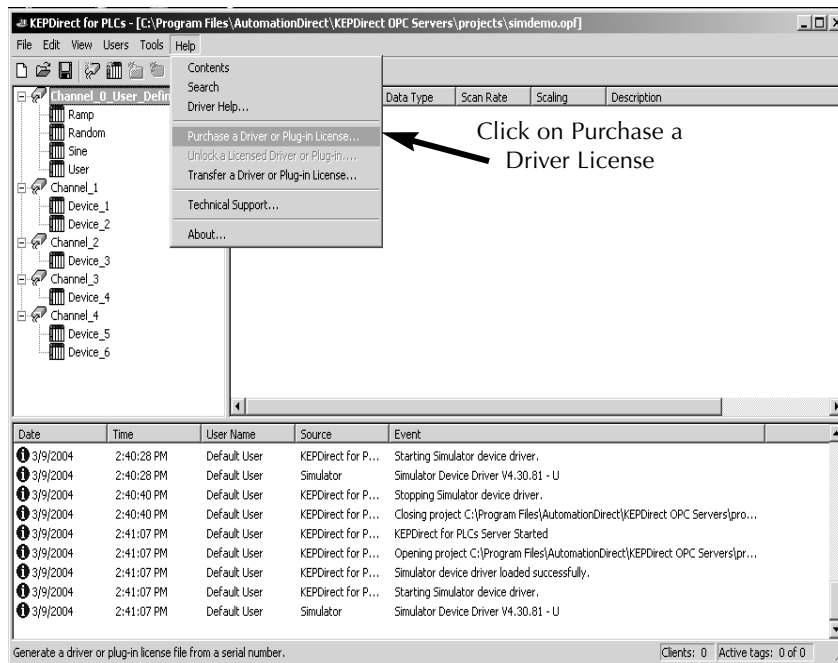 KEPDirect for PLCs - [C:\Program Files\AutomationDirect\KEPDirect OPC Servers\projects\simdemo.opf]
File Edit View Users Tools Help
Contents
Search
Driver Help...
Purchase a Driver or Plug-in License...
Unlock a Licensed Driver or Plug-in....
Transfer a Driver or Plug-in License...
Technical Support...
About...
Data Type Scan Rate Scaling Description
Click on Purchase a
Driver License
Channel_0_User_Defin
Ramp
Random
Sine
User
Channel_1
Device_1
Device_2
Channel_2
Device_3
Channel_3
Device_4
Channel_4
Device_5
Device_6
Date Time User Name Source Event
3/9/2004 2:40:28 PM Default User KEPDirect for P... Starting Simulator device driver.
3/9/2004 2:40:28 PM Default User Simulator Simulator Device Driver V4.30.81 - U
3/9/2004 2:40:40 PM Default User KEPDirect for P... Stopping Simulator device driver.
3/9/2004 2:40:40 PM Default User KEPDirect for P... Closing project C:\Program Files\AutomationDirect\KEPDirect OPC Servers\pro...
3/9/2004 2:41:07 PM Default User KEPDirect for P... KEPDirect for PLCs Server Started
3/9/2004 2:41:07 PM Default User KEPDirect for P... Opening project C:\Program Files\AutomationDirect\KEPDirect OPC Servers\pr...
3/9/2004 2:41:07 PM Default User KEPDirect for P... Simulator device driver loaded successfully.
3/9/2004 2:41:07 PM Default User KEPDirect for P... Starting Simulator device driver.
3/9/2004 2:41:07 PM Default User Simulator Simulator Device Driver V4.30.81 - U
Generate a driver or plug-in license file from a serial number. Clients: 0 Active tags: 0 of 0